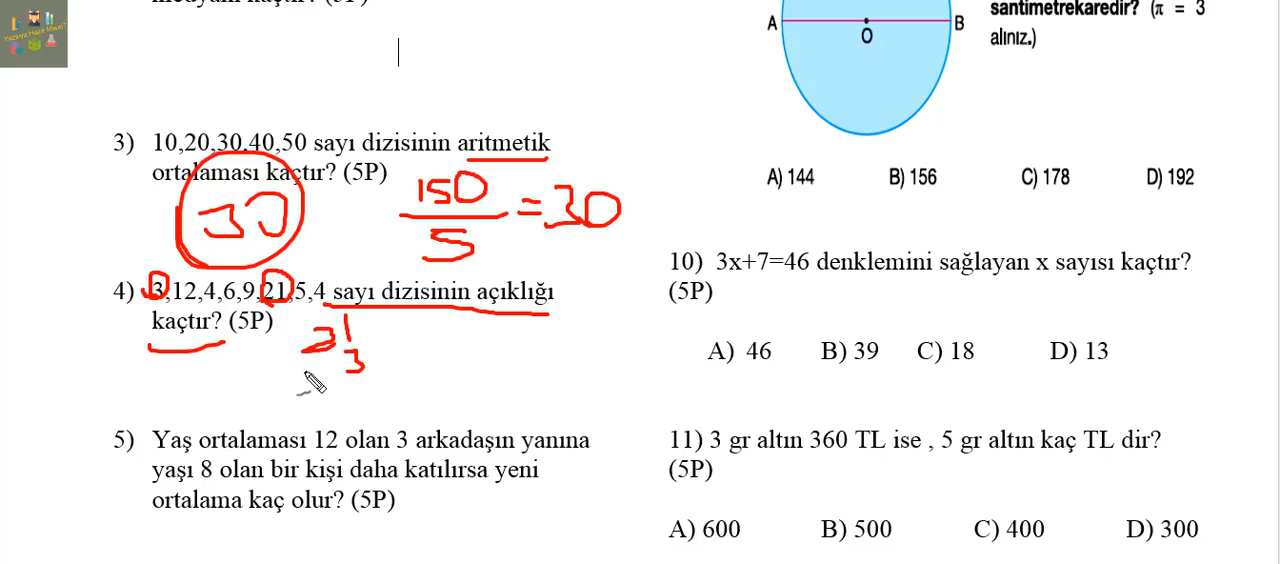 3) 10,20,30,40,50 sayı dizisinin aritmetik
ortalaması kaçtır? (5P)
30
150
5
=30
4) 3,12,4,6,9,21,5,4 sayı dizisinin açıklığı
kaçtır? (5P)
21
3
5) Yaş ortalaması 12 olan 3 arkadaşın yanına
yaşı 8 olan bir kişi daha katılırsa yeni
ortalama kaç olur? (5P)
A
O
B
santimetrekaredir? (π = 3
alınız.)
A) 144 B) 156 C) 178 D) 192
10) 3x+7=46 denklemini sağlayan x sayısı kaçtır?
(5P)
A) 46 B) 39 C) 18 D) 13
11) 3 gr altın 360 TL ise , 5 gr altın kaç TL dir?
(5P)
A) 600 B) 500 C) 400 D) 300